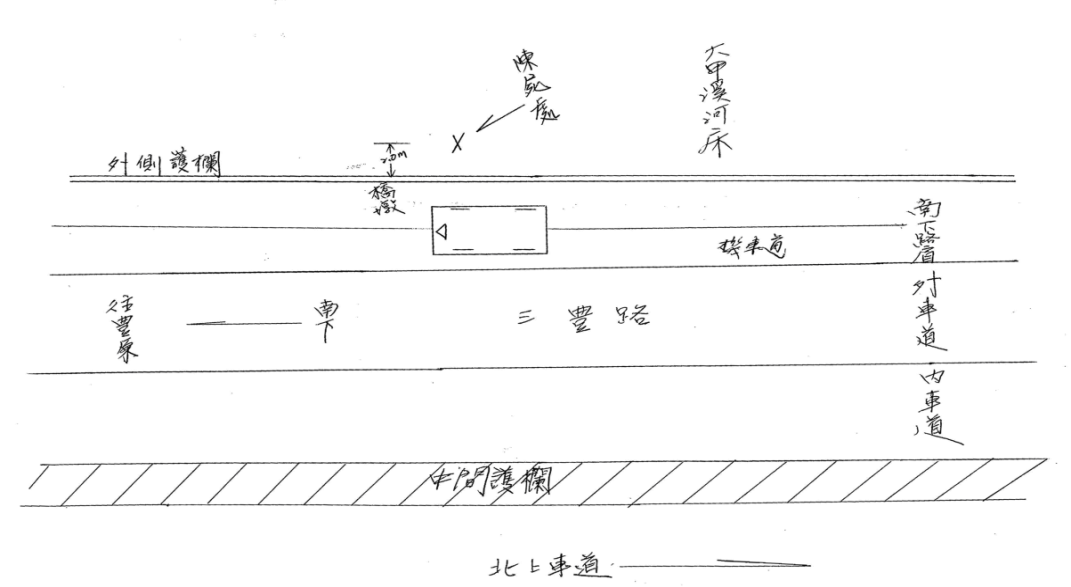 大甲溪河床
陳屍處
X
2.0m
外側護欄
橋墩
南下路肩
機車道
外車道
三豐路
南下
往豐原
內車道
中間護欄
北上車道